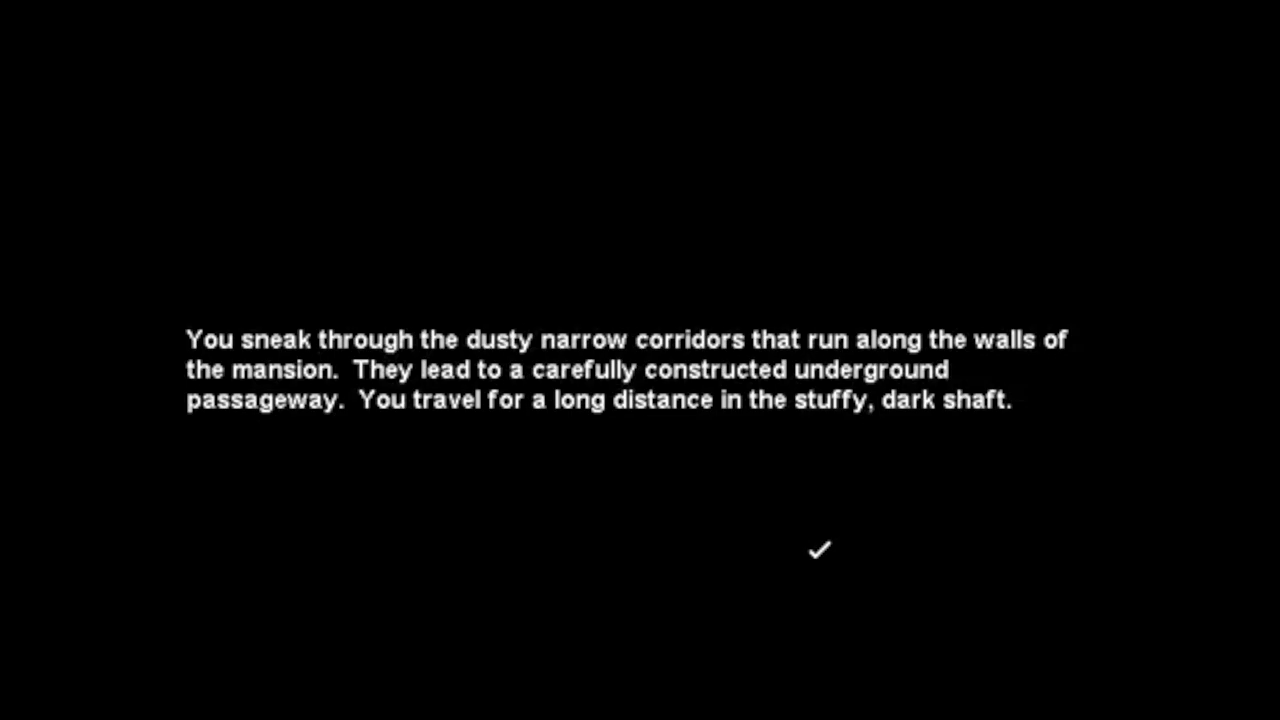 You sneak through the dusty narrow corridors that run along the walls of
the mansion.  They lead to a carefully constructed underground
passageway.  You travel for a long distance in the stuffy, dark shaft.